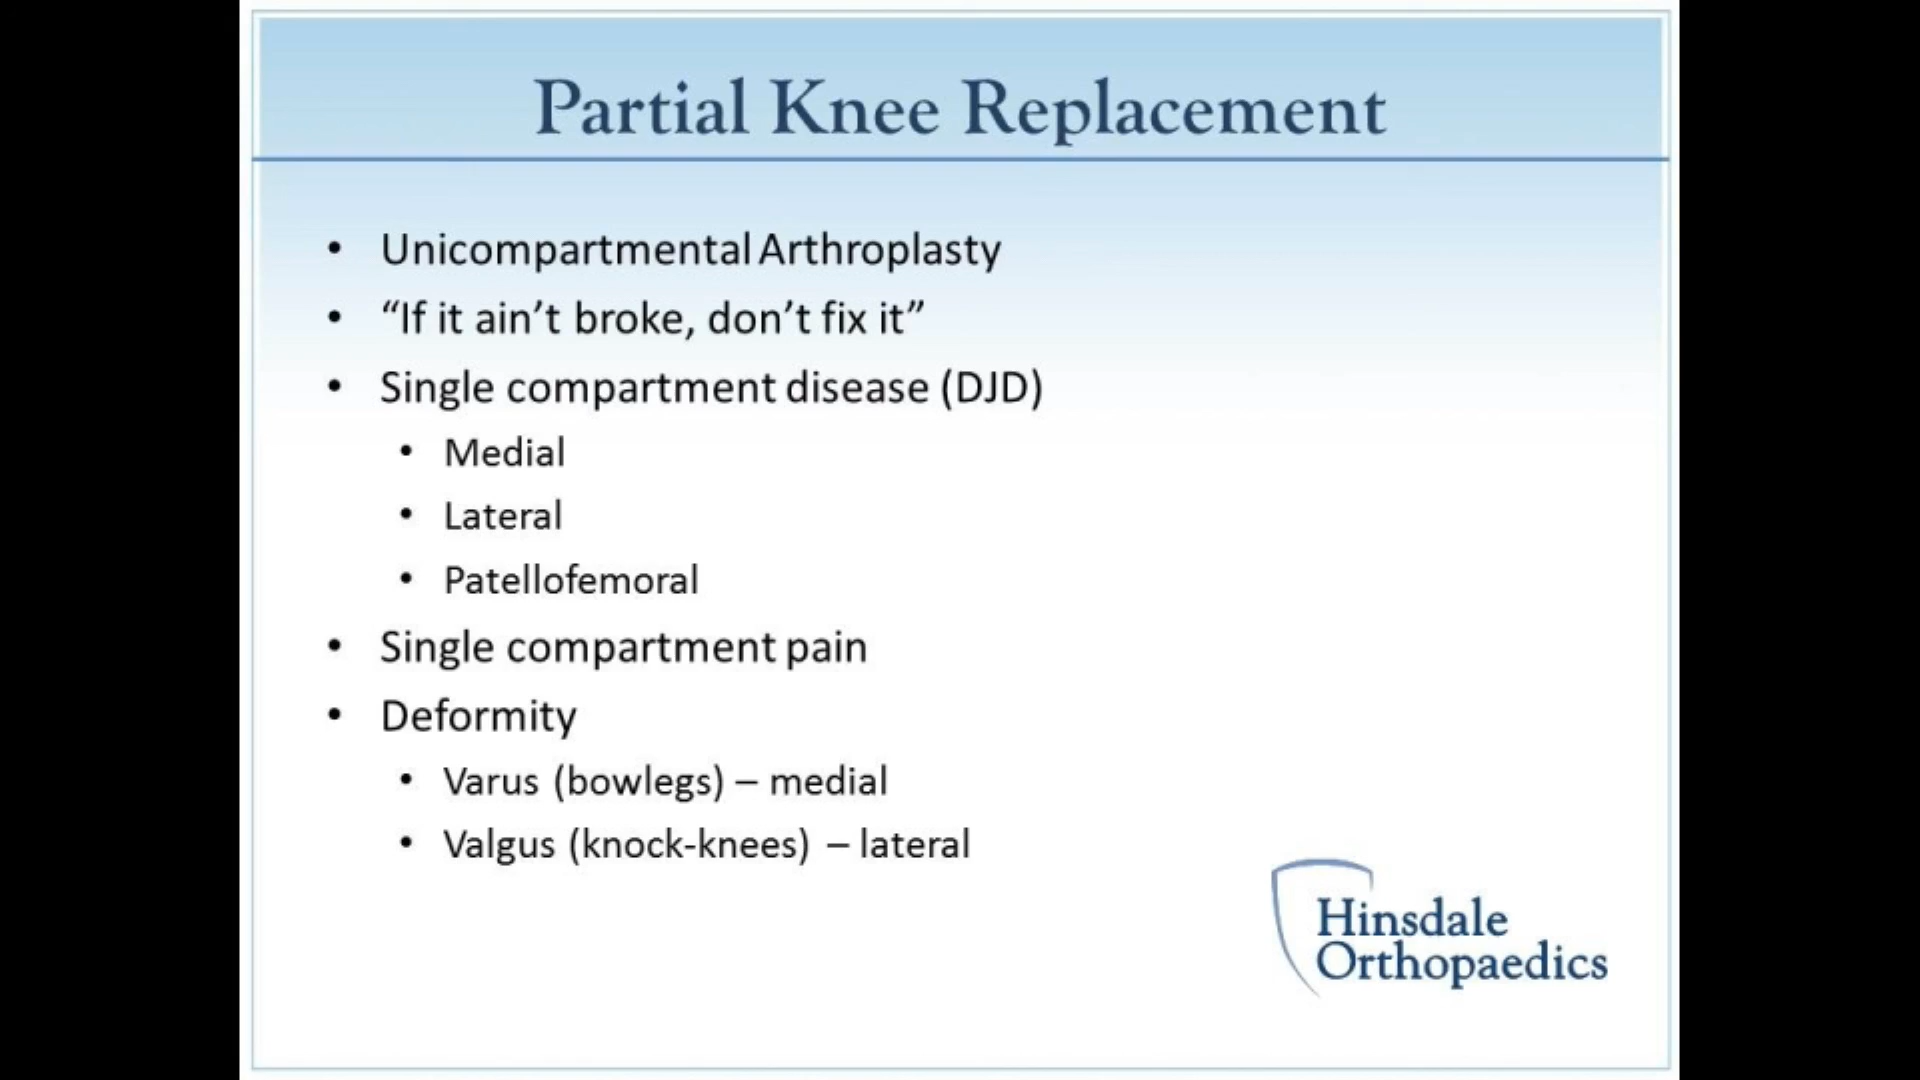 Partial Knee Replacement
• Unicompartmental Arthroplasty
• “If it ain’t broke, don’t fix it”
• Single compartment disease (DJD)
• Medial
• Lateral
• Patellofemoral
• Single compartment pain
• Deformity
• Varus (bowlegs) – medial
• Valgus (knock-knees) – lateral
Hinsdale
Orthopaedics